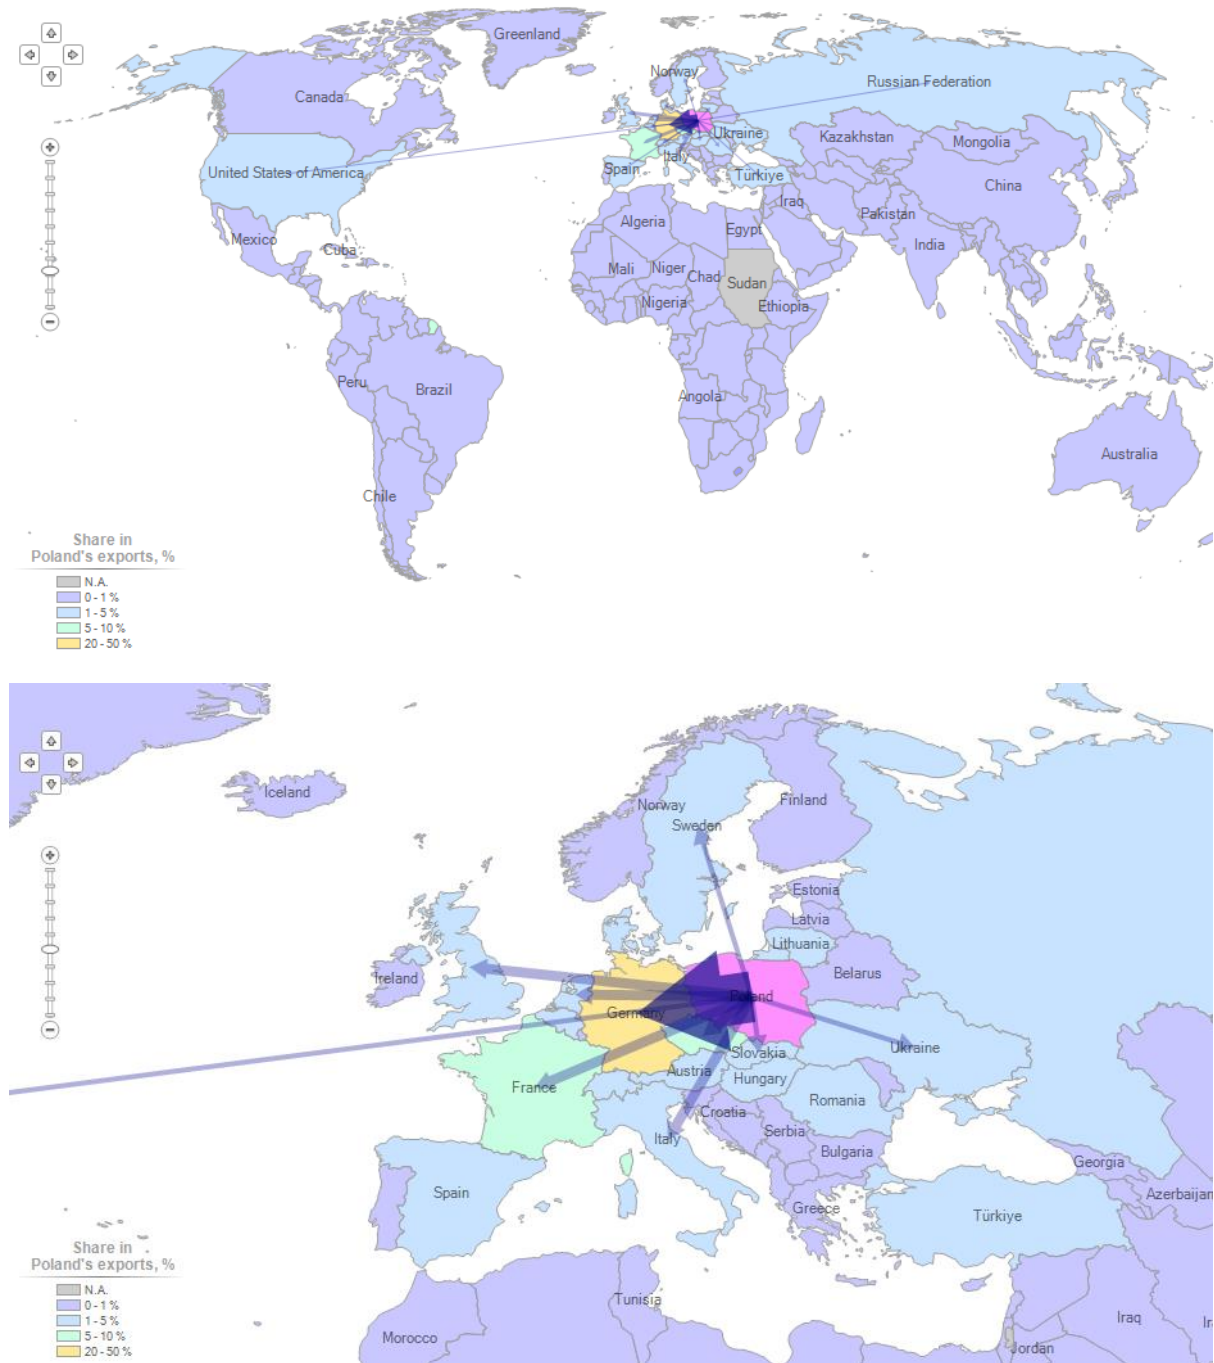 Greenland
Norway
Russian Federation
Canada
Ukraine
Kazakhstan
Mongolia
Italy
Spain
United States of America
Türkiye
China
Iraq
Pakistan
Algeria
Mexico
Egypt
India
Cuba
Mali
Niger
Chad
Sudan
Nigeria
Ethiopia
Peru
Brazil
Angola
Australia
Chile
Share in
Poland's exports, %
N.A.
0 - 1 %
1 - 5 %
5 - 10 %
20 - 50 %
Iceland
Norway
Finland
Sweden
Estonia
Latvia
Lithuania
Ireland
Belarus
Poland
Germany
Ukraine
Slovakia
Austria
Hungary
France
Romania
Croatia
Serbia
Italy
Bulgaria
Georgia
Spain
Azerbaijan
Greece
Türkiye
Share in
Poland's exports, %
N.A.
0 - 1 %
1 - 5 %
5 - 10 %
20 - 50 %
Tunisia
Iraq
Morocco
Jordan